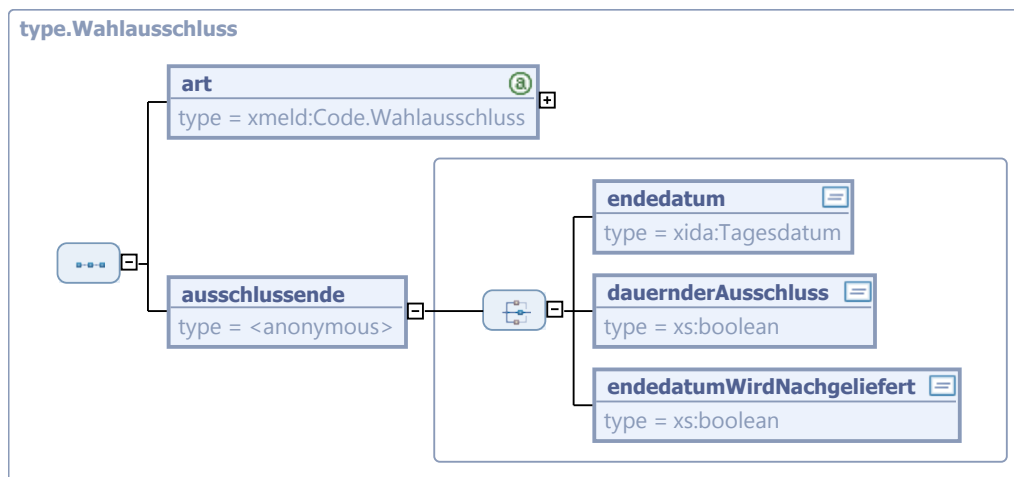 type.Wahlausschluss
art
type = xmeld:Code.Wahlausschluss
endedatum
type = xida:Tagesdatum
ausschlussende
type = <anonymous>
dauernderAusschluss
type = xs:boolean
endedatumWirdNachgeliefert
type = xs:boolean